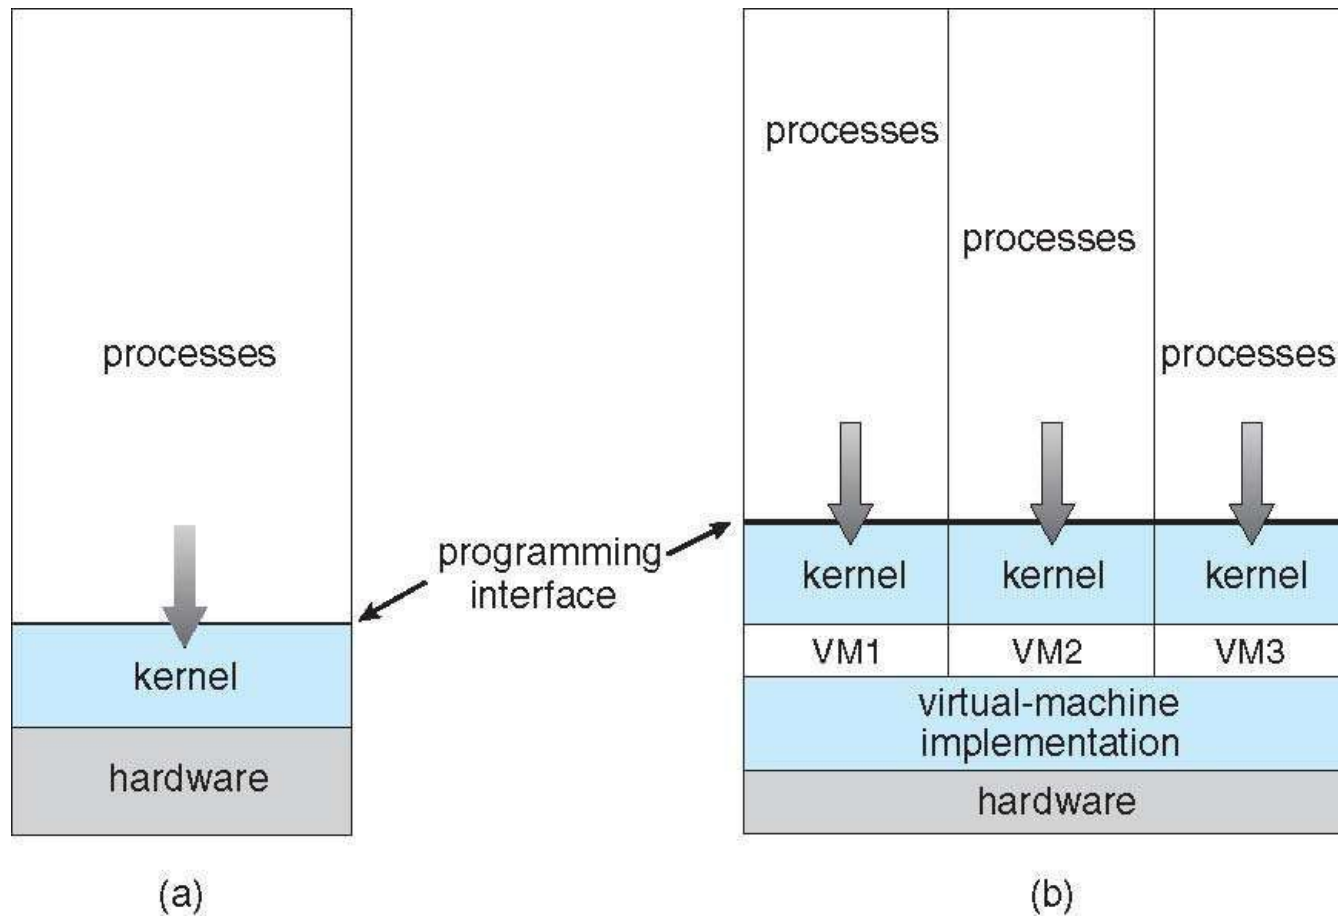 processes
kernel
hardware
(a)
programming
interface
processes
processes
processes
kernel
kernel
kernel
VM1
VM2
VM3
virtual-machine
implementation
hardware
(b)